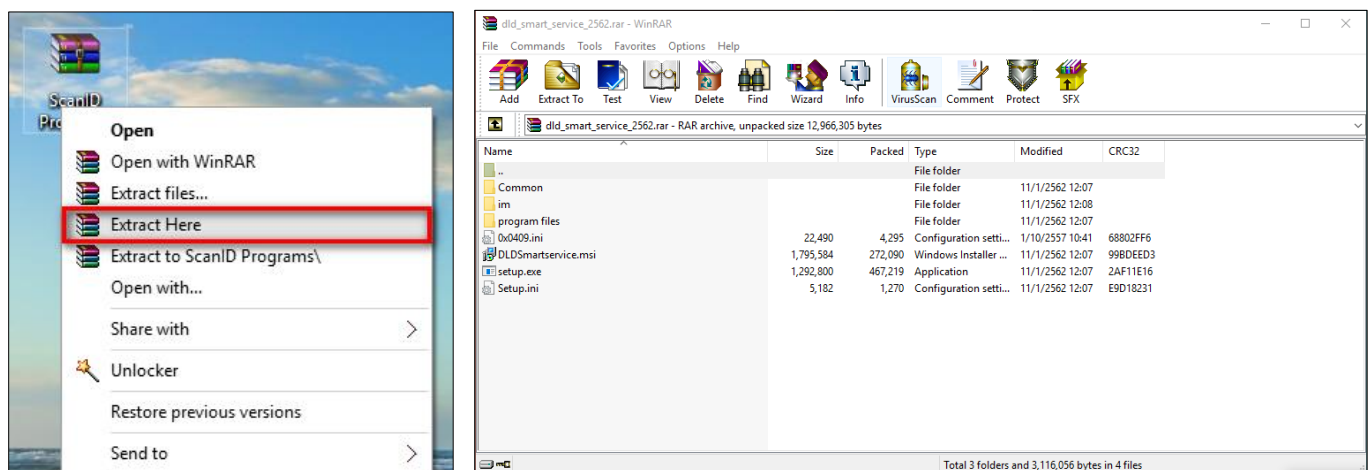 ScanID
Open
Open with WinRAR
Extract files...
Extract Here
Extract to ScanID Programs\
Open with...
Share with
Unlocker
Restore previous versions
Send to
dld_smart_service_2562.rar - WinRAR
File Commands Tools Favorites Options Help
Add Extract To Test View Delete Find Wizard Info VirusScan Comment Protect SFX
dld_smart_service_2562.rar - RAR archive, unpacked size 12,966,305 bytes
Name Size Packed Type Modified CRC32
.. File folder
Common File folder 11/1/2562 12:07
im File folder 11/1/2562 12:08
program files File folder 11/1/2562 12:07
0x0409.ini 22,490 4,295 Configuration setti... 1/10/2557 10:41 68802FF6
DLDSmartservice.msi 1,795,584 272,090 Windows Installer ... 11/1/2562 12:07 99BDEED3
setup.exe 1,292,800 467,219 Application 11/1/2562 12:07 2AF11E16
Setup.ini 5,182 1,270 Configuration setti... 11/1/2562 12:07 E9D18231
Total 3 folders and 3,116,056 bytes in 4 files